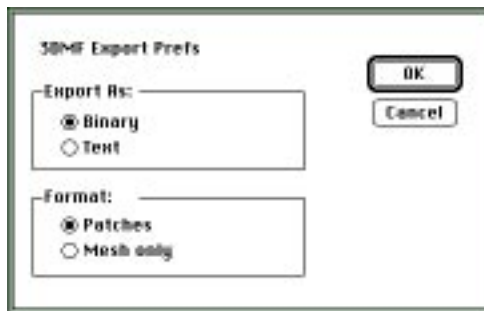 3DMF Export Prefs
OK
Cancel
Export As:
Binary
Text
Format:
Patches
Mesh only